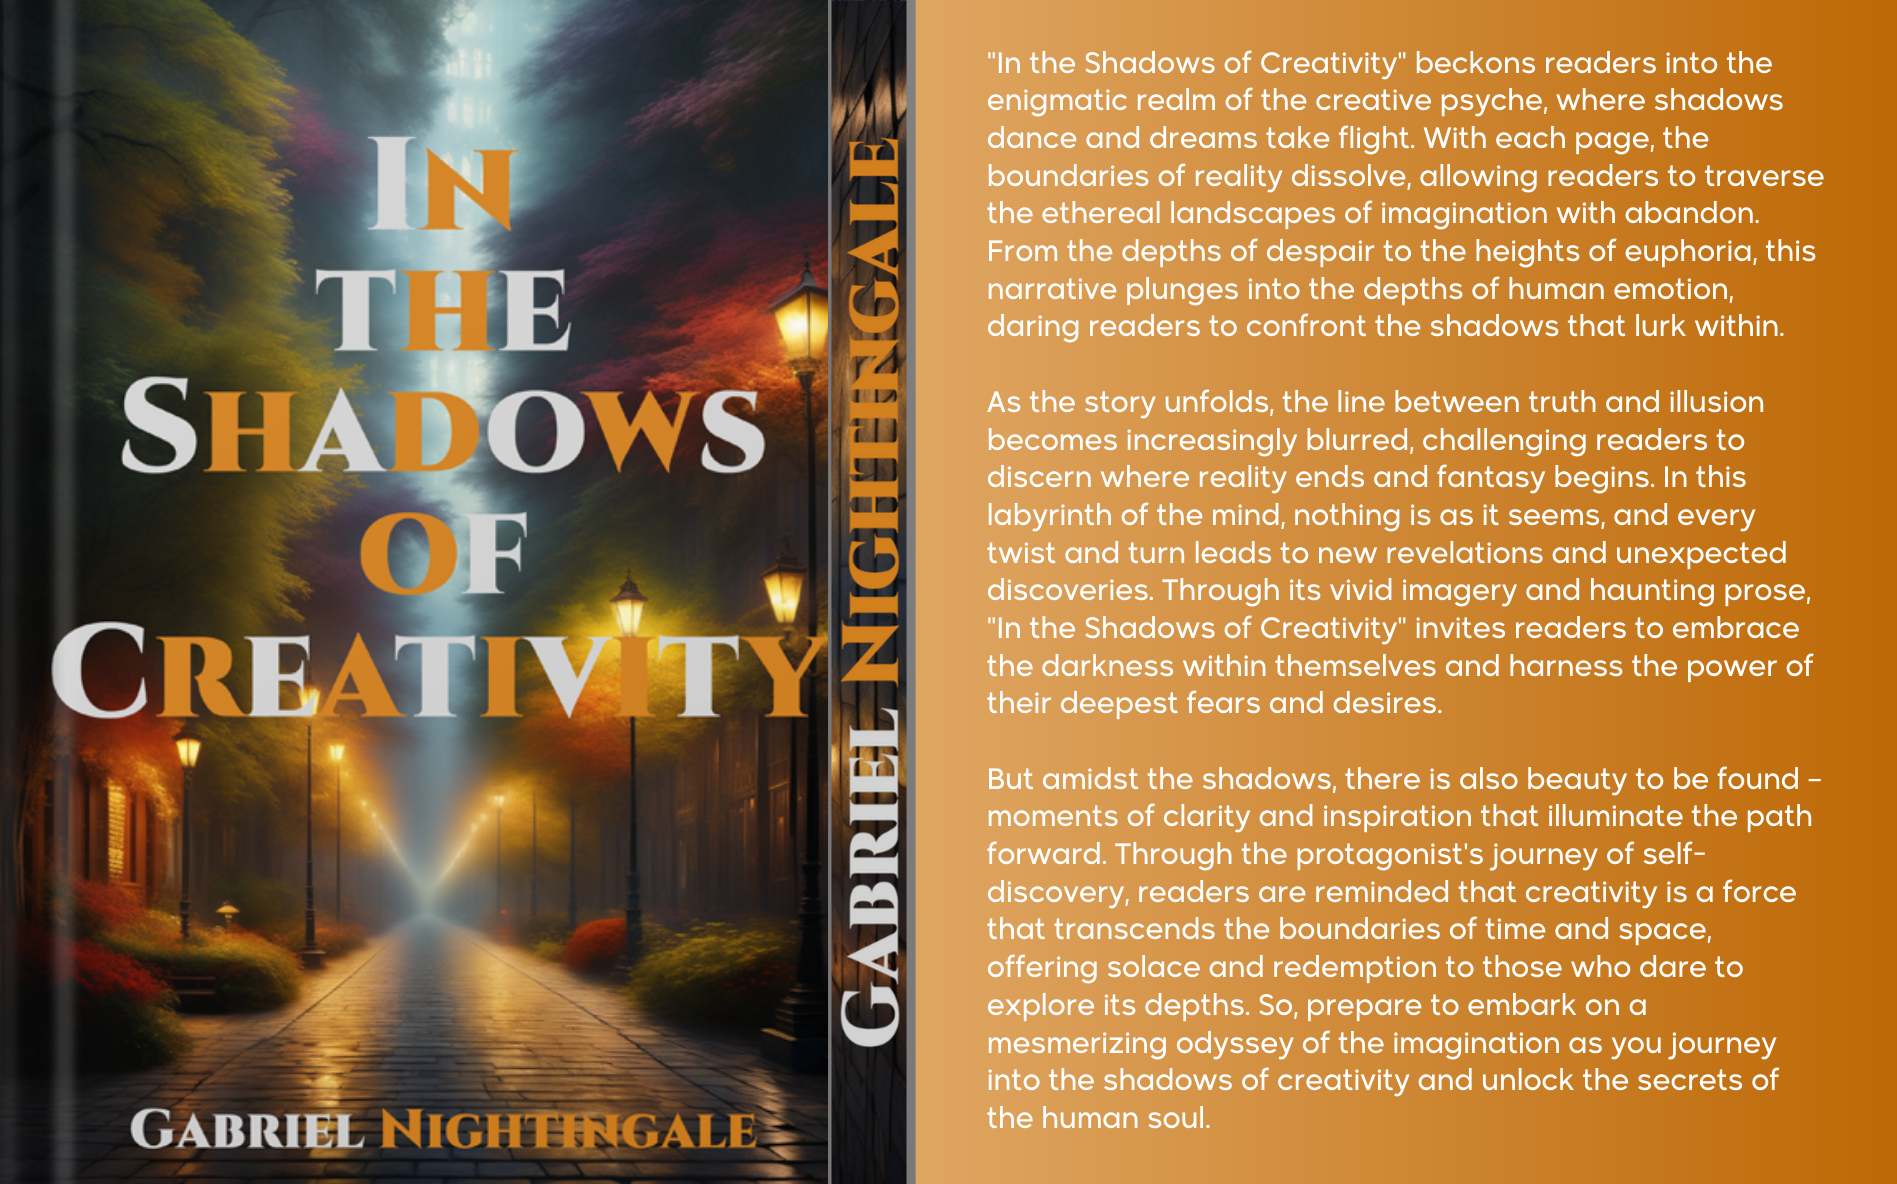 In
the
Shadows
of
Creativity
Gabriel Nightingale
Gabriel Nightingale
"In the Shadows of Creativity" beckons readers into the
enigmatic realm of the creative psyche, where shadows
dance and dreams take flight. With each page, the
boundaries of reality dissolve, allowing readers to traverse
the ethereal landscapes of imagination with abandon.
From the depths of despair to the heights of euphoria, this
narrative plunges into the depths of human emotion,
daring readers to confront the shadows that lurk within.
As the story unfolds, the line between truth and illusion
becomes increasingly blurred, challenging readers to
discern where reality ends and fantasy begins. In this
labyrinth of the mind, nothing is as it seems, and every
twist and turn leads to new revelations and unexpected
discoveries. Through its vivid imagery and haunting prose,
"In the Shadows of Creativity" invites readers to embrace
the darkness within themselves and harness the power of
their deepest fears and desires.
But amidst the shadows, there is also beauty to be found –
moments of clarity and inspiration that illuminate the path
forward. Through the protagonist's journey of self-
discovery, readers are reminded that creativity is a force
that transcends the boundaries of time and space,
offering solace and redemption to those who dare to
explore its depths. So, prepare to embark on a
mesmerizing odyssey of the imagination as you journey
into the shadows of creativity and unlock the secrets of
the human soul.